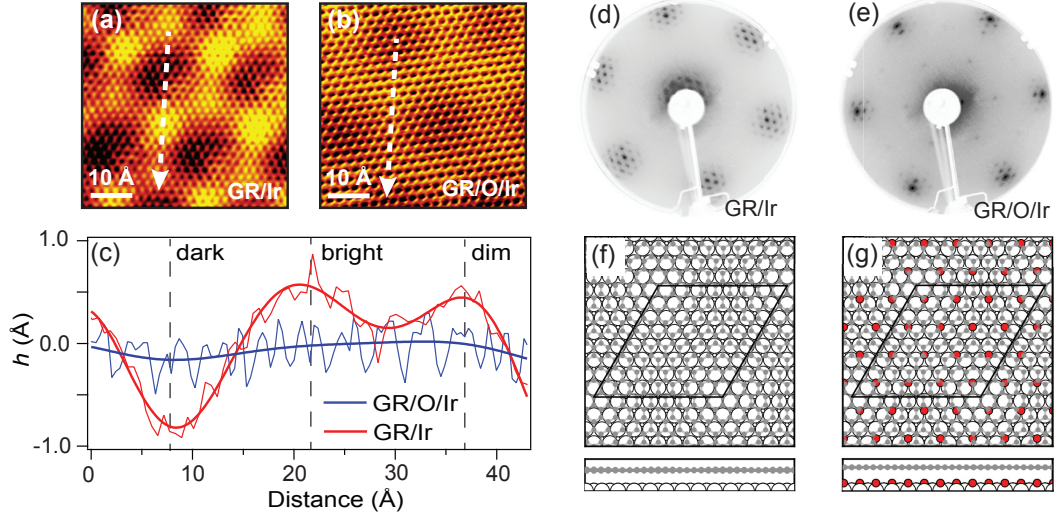 (a)
10 Å
GR/Ir
(b)
10 Å
GR/O/Ir
(d)
GR/Ir
(e)
GR/O/Ir
(c)
dark
bright
dim
1.0
0.0
-1.0
h (Å)
GR/O/Ir
GR/Ir
0
10
20
30
40
Distance (Å)
(f)
(g)